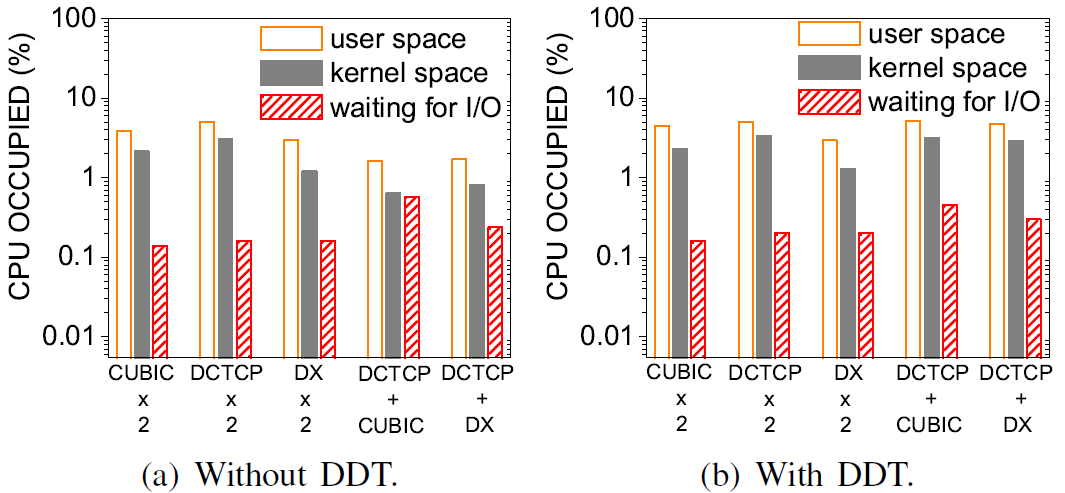 CPU OCCUPIED (%)
100
10
1
0.1
0.01
user space
kernel space
waiting for I/O
CUBIC x 2
DCTCP x 2
DX x 2
DCTCP + CUBIC
DCTCP + DX
(a) Without DDT.
CPU OCCUPIED (%)
100
10
1
0.1
0.01
user space
kernel space
waiting for I/O
CUBIC x 2
DCTCP x 2
DX x 2
DCTCP + CUBIC
DCTCP + DX
(b) With DDT.